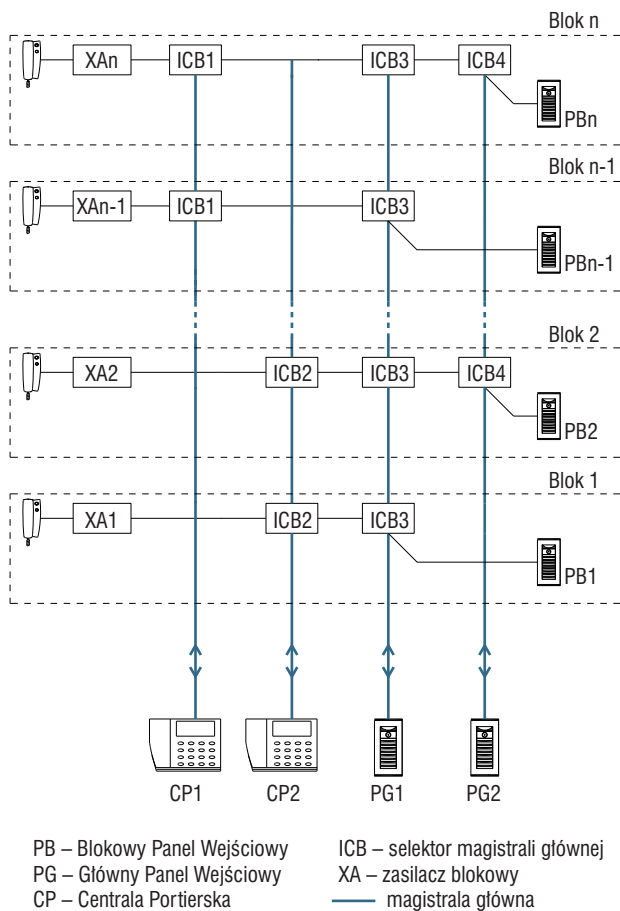 Blok n
XAn ICB1 ICB3 ICB4
PBn
Blok n-1
XAn-1 ICB1 ICB3
PBn-1
Blok 2
XA2 ICB2 ICB3 ICB4
PB2
Blok 1
XA1 ICB2 ICB3
PB1
CP1 CP2 PG1 PG2
PB – Blokowy Panel Wejściowy
PG – Główny Panel Wejściowy
CP – Centrala Portierska
ICB – selektor magistrali głównej
XA – zasilacz blokowy
magistrala główna